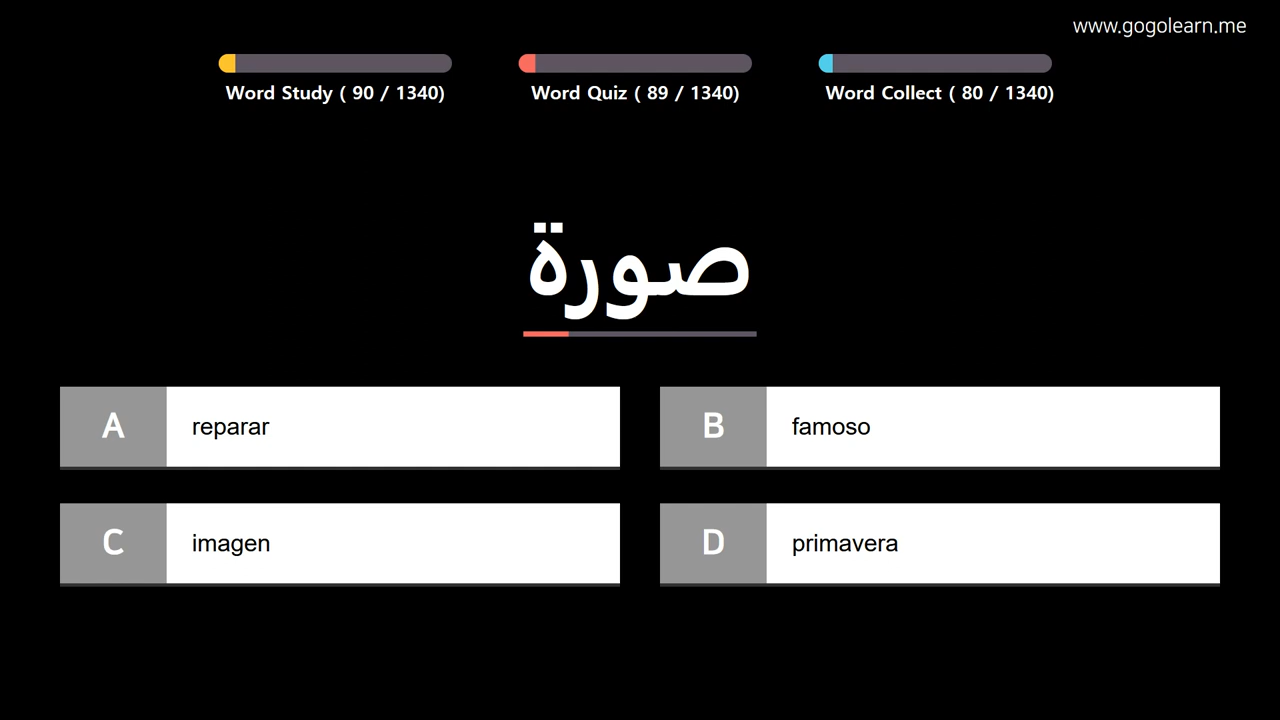 www.gogolearn.me
Word Study ( 90 / 1340)
Word Quiz ( 89 / 1340)
Word Collect ( 80 / 1340)
صورة
A reparar
B famoso
C imagen
D primavera